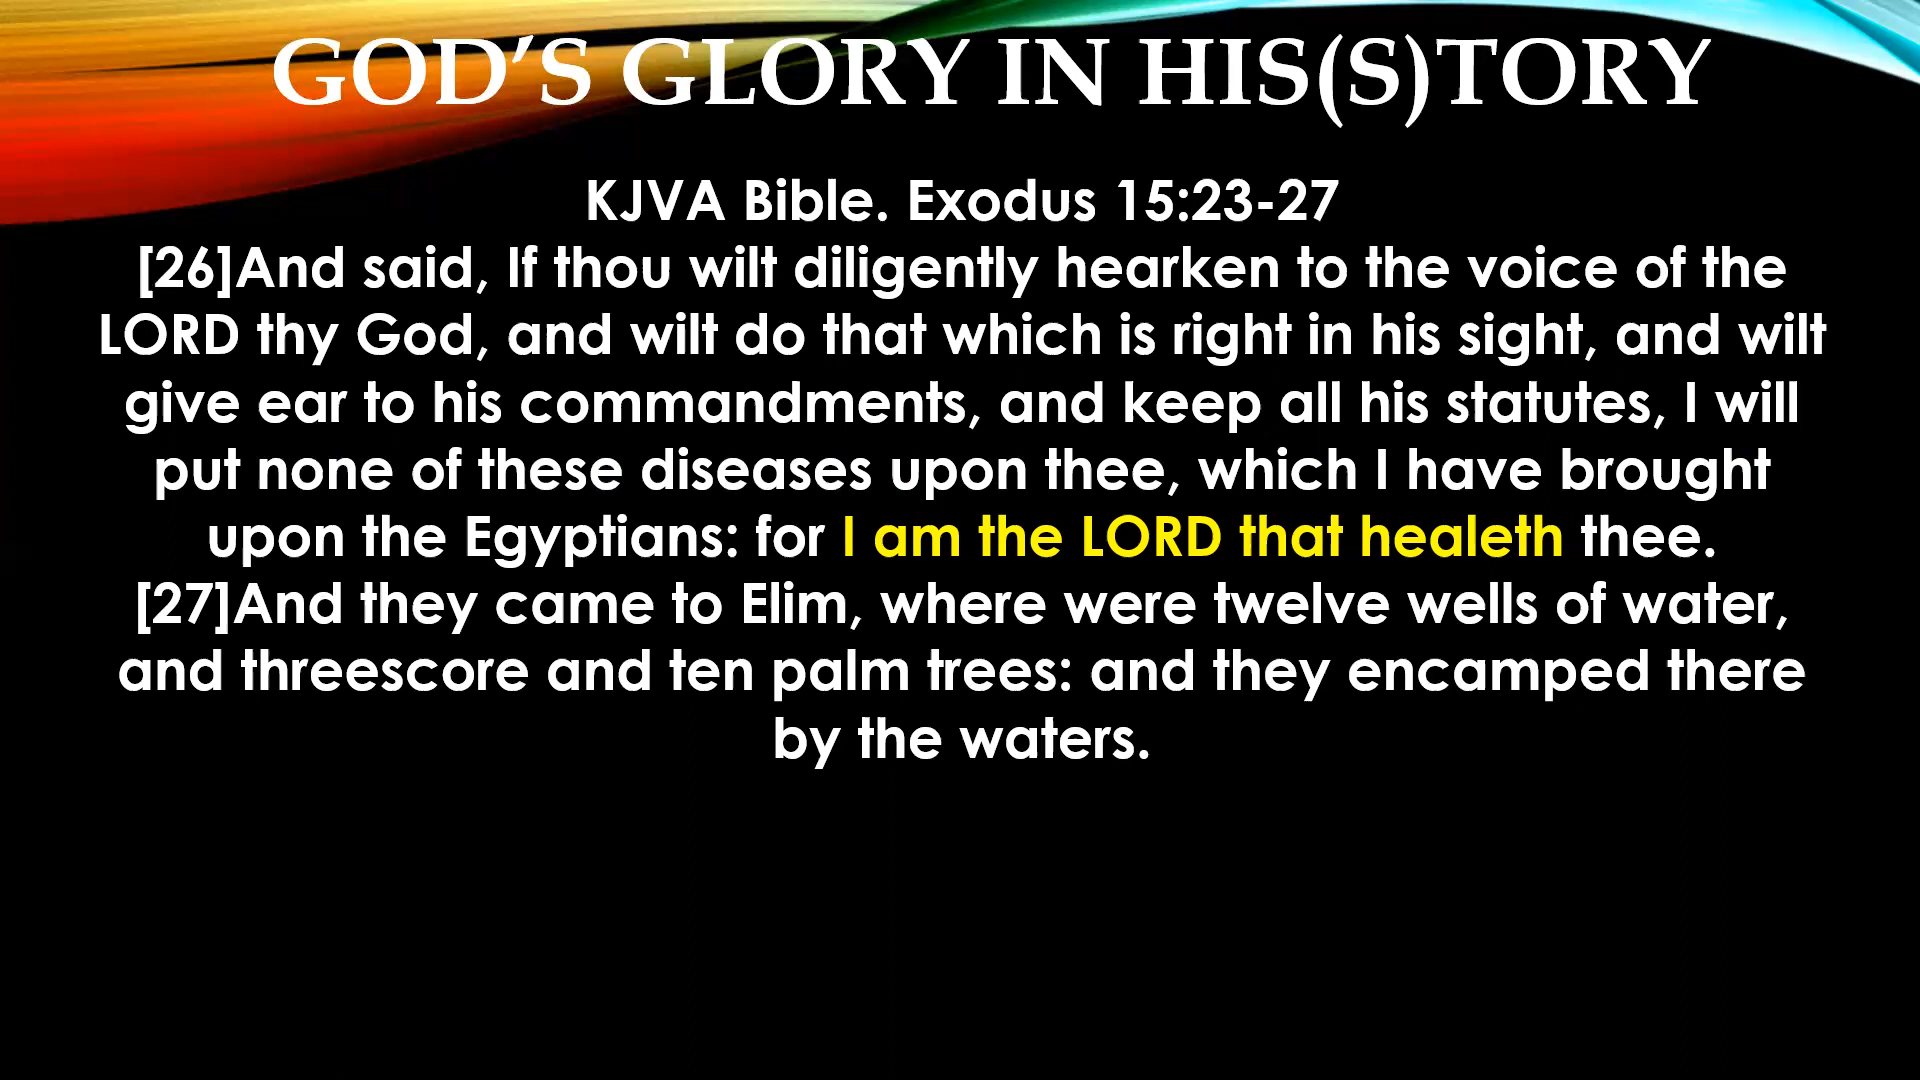 GOD’S GLORY IN HIS(S)TORY
KJVA Bible. Exodus 15:23-27
[26]And said, If thou wilt diligently hearken to the voice of the
LORD thy God, and wilt do that which is right in his sight, and wilt
give ear to his commandments, and keep all his statutes, I will
put none of these diseases upon thee, which I have brought
upon the Egyptians: for I am the LORD that healeth thee.
[27]And they came to Elim, where were twelve wells of water,
and threescore and ten palm trees: and they encamped there
by the waters.